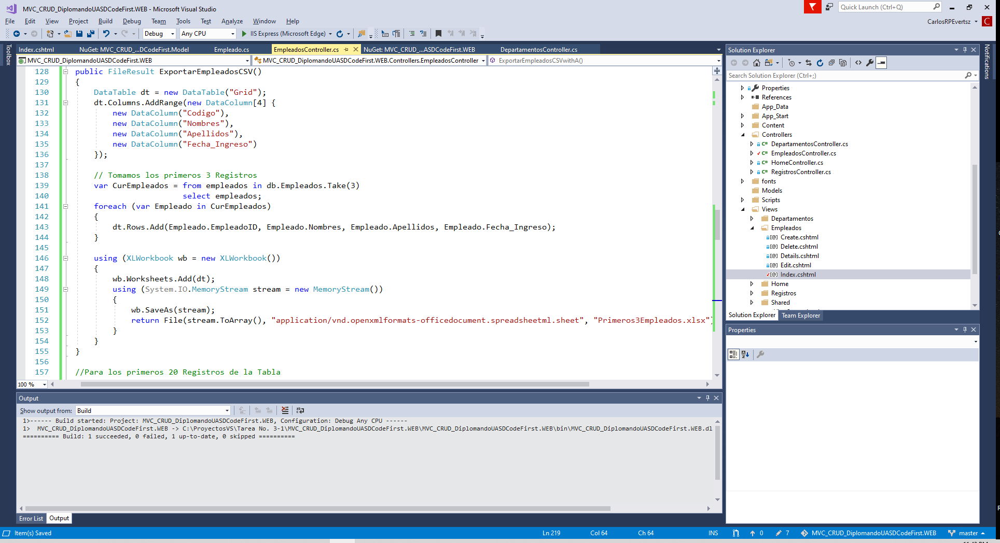 MVC_CRUD_DiplomandoUASDCodeFirst.WEB - Microsoft Visual Studio
Quick Launch (Ctrl+Q)
File Edit View Project Build Debug Team Tools Test Analyze Window Help
CarlosRPEvertsz
C
Debug
Any CPU
IIS Express (Microsoft Edge)
Toolbox
Index.cshtml
NuGet: MVC_CRUD_...DCodeFirst.Model
Empleado.cs
EmpleadosController.cs
NuGet: MVC_CRUD_...ASDCodeFirst.WEB
DepartamentosController.cs
MVC_CRUD_DiplomandoUASDCodeFirst.WEB
MVC_CRUD_DiplomandoUASDCodeFirst.WEB.Controllers.EmpleadosController
ExportarEmpleadosCSVwithA()
128 public FileResult ExportarEmpleadosCSV()
129 {
130 DataTable dt = new DataTable("Grid");
131 dt.Columns.AddRange(new DataColumn[4] {
132 new DataColumn("Codigo"),
133 new DataColumn("Nombres"),
134 new DataColumn("Apellidos"),
135 new DataColumn("Fecha_Ingreso")
136 });
137
138 // Tomamos los primeros 3 Registros
139 var CurEmpleados = from empleados in db.Empleados.Take(3)
140 select empleados;
141 foreach (var Empleado in CurEmpleados)
142 {
143 dt.Rows.Add(Empleado.EmpleadoID, Empleado.Nombres, Empleado.Apellidos, Empleado.Fecha_Ingreso);
144 }
145
146 using (XLWorkbook wb = new XLWorkbook())
147 {
148 wb.Worksheets.Add(dt);
149 using (System.IO.MemoryStream stream = new MemoryStream())
150 {
151 wb.SaveAs(stream);
152 return File(stream.ToArray(), "application/vnd.openxmlformats-officedocument.spreadsheetml.sheet", "Primeros3Empleados.xlsx")
153 }
154 }
155 }
156
157 //Para los primeros 20 Registros de la Tabla
100 %
Output
Show output from: Build
1>------ Build started: Project: MVC_CRUD_DiplomandoUASDCodeFirst.WEB, Configuration: Debug Any CPU ------
1> MVC_CRUD_DiplomandoUASDCodeFirst.WEB -> C:\ProyectosVS\Tarea No. 3-1\MVC_CRUD_DiplomandoUASDCodeFirst.WEB\MVC_CRUD_DiplomandoUASDCodeFirst.WEB\bin\MVC_CRUD_DiplomandoUASDCodeFirst.WEB.dl
========== Build: 1 succeeded, 0 failed, 1 up-to-date, 0 skipped ==========
Error List
Output
Solution Explorer
Search Solution Explorer (Ctrl+;)
Properties
References
App_Data
App_Start
Content
Controllers
C# DepartamentosController.cs
C# EmpleadosController.cs
C# HomeController.cs
C# RegistrosController.cs
fonts
Models
Scripts
Views
Departamentos
Empleados
[@] Create.cshtml
[@] Delete.cshtml
[@] Details.cshtml
[@] Edit.cshtml
[@] Index.cshtml
Home
Registros
Shared
Solution Explorer
Team Explorer
Properties
Notifications
Item(s) Saved
Ln 219
Col 64
Ch 64
INS
0
7
MVC_CRUD_DiplomandoUASDCodeFirst.WEB
master